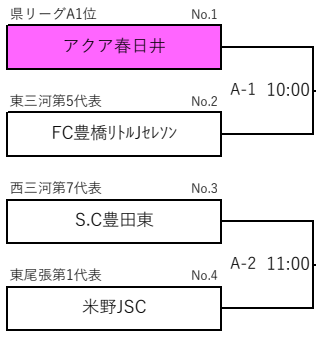 県リーグA1位 No.1
アクア春日井
A-1 10:00
東三河第5代表 No.2
FC豊橋ﾘﾄﾙJｾﾚｿﾝ
西三河第7代表 No.3
S.C豊田東
A-2 11:00
東尾張第1代表 No.4
米野JSC